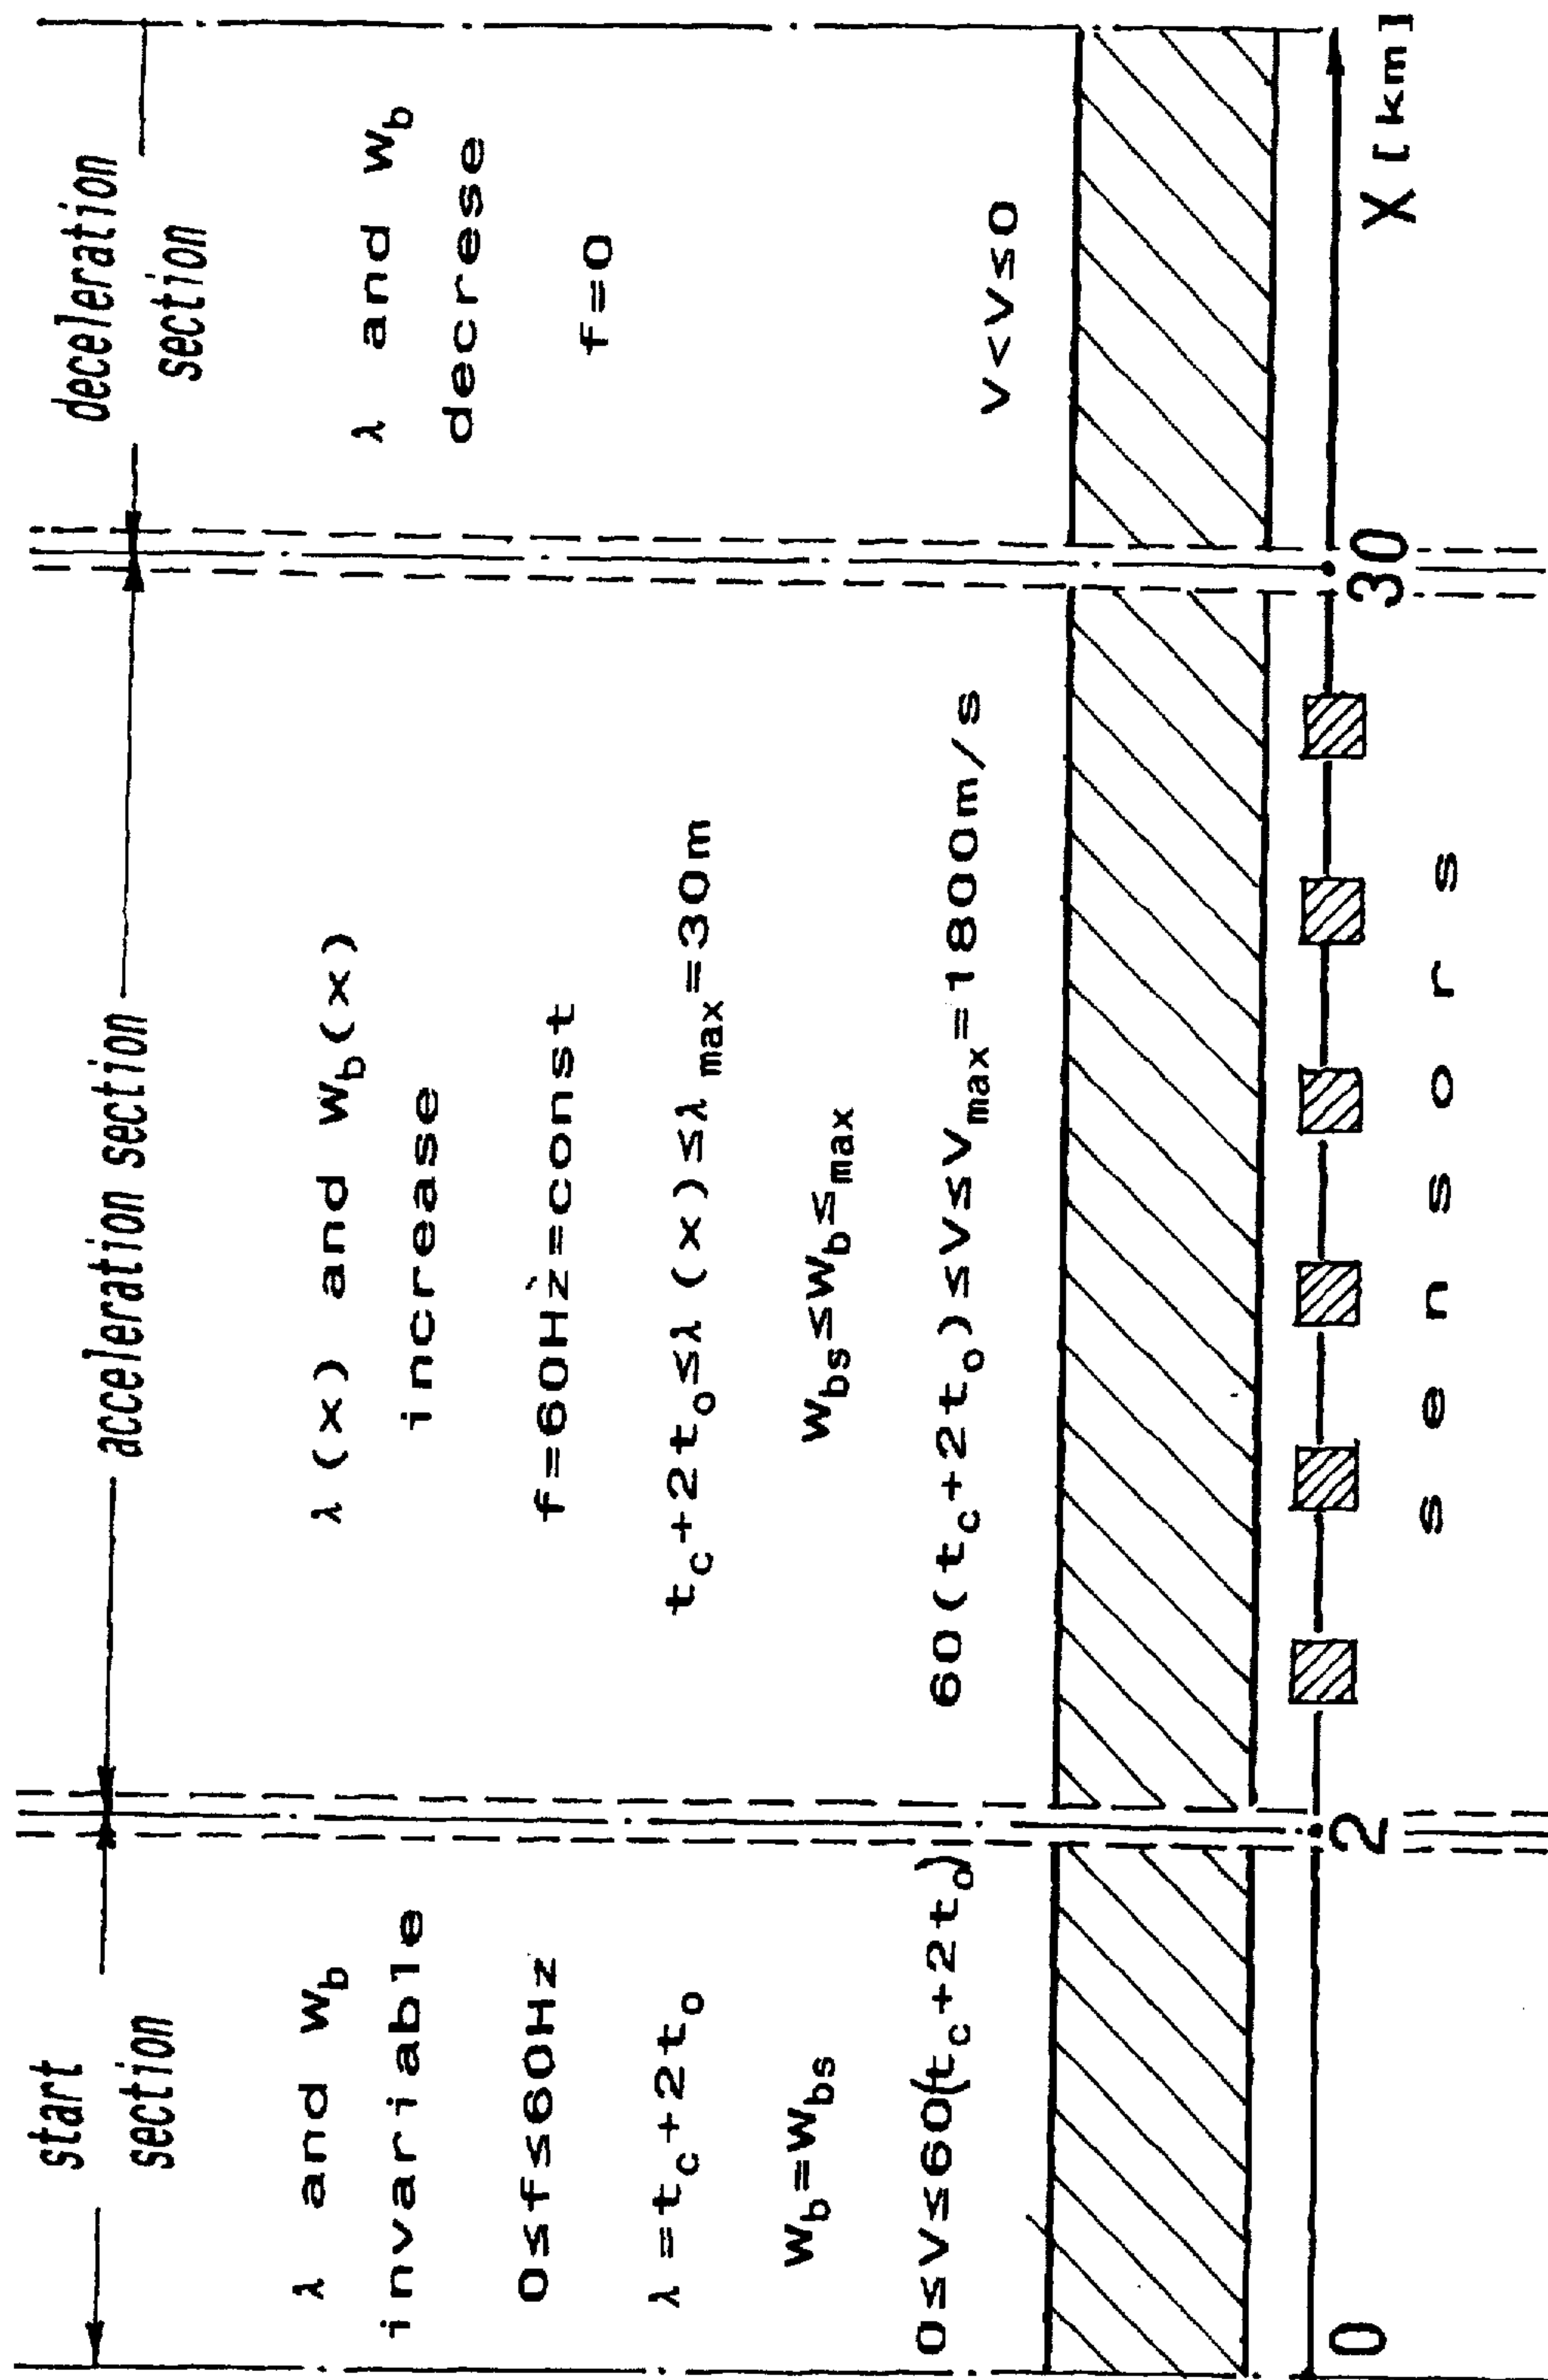 start
section
λ and w_b
invariable
0≤f≤60Hz
λ=t_c+2t_o
w_b=w_bs
0≤V≤60(t_c+2t_o)
acceleration section
λ(x) and w_b(x)
increase
f=60Hz=const
t_c+2t_o≤λ(x)≤λ_max=30m
w_bs≤w_b≤_max
60(t_c+2t_o)≤V≤V_max=1800m/s
deceleration
section
λ and w_b
decrese
f=0
V<V≤0
0
2
30
X [km]
sensors